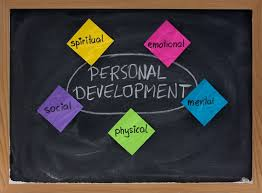 spiritual
emotional
PERSONAL
DEVELOPMENT
social
mental
physical